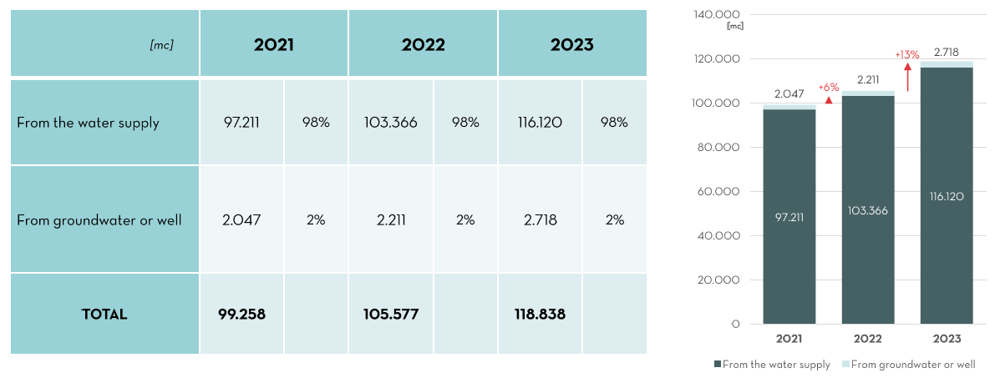 [mc] 2021 2022 2023
From the water supply 97.211 98% 103.366 98% 116.120 98%
From groundwater or well 2.047 2% 2.211 2% 2.718 2%
TOTAL 99.258 105.577 118.838
140.000
[mc]
120.000
100.000
80.000
60.000
40.000
20.000
0
2.047
+6%
2.211
+13%
2.718
97.211
103.366
116.120
2021 2022 2023
From the water supply From groundwater or well